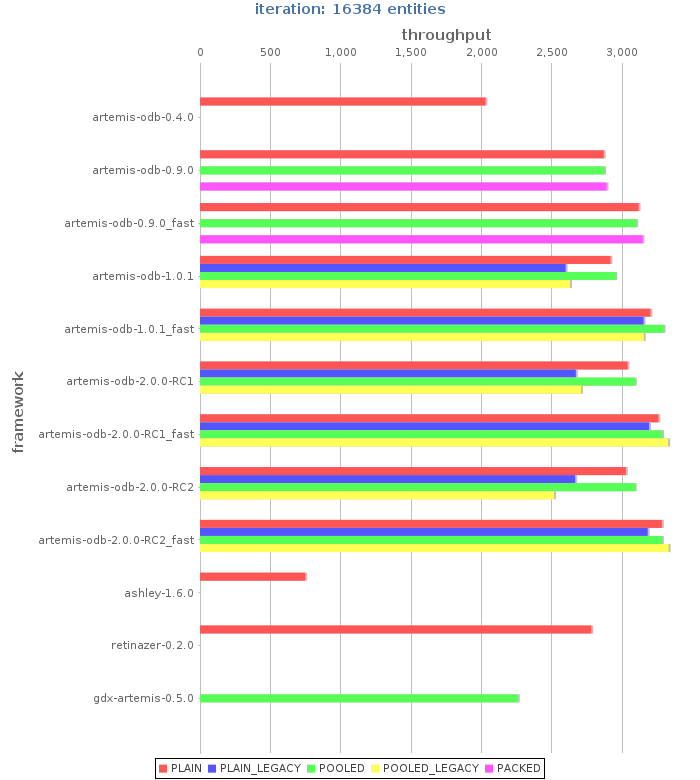 iteration: 16384 entities
throughput
0 500 1,000 1,500 2,000 2,500 3,000
framework
artemis-odb-0.4.0
artemis-odb-0.9.0
artemis-odb-0.9.0_fast
artemis-odb-1.0.1
artemis-odb-1.0.1_fast
artemis-odb-2.0.0-RC1
artemis-odb-2.0.0-RC1_fast
artemis-odb-2.0.0-RC2
artemis-odb-2.0.0-RC2_fast
ashley-1.6.0
retinazer-0.2.0
gdx-artemis-0.5.0
PLAIN PLAIN_LEGACY POOLED POOLED_LEGACY PACKED